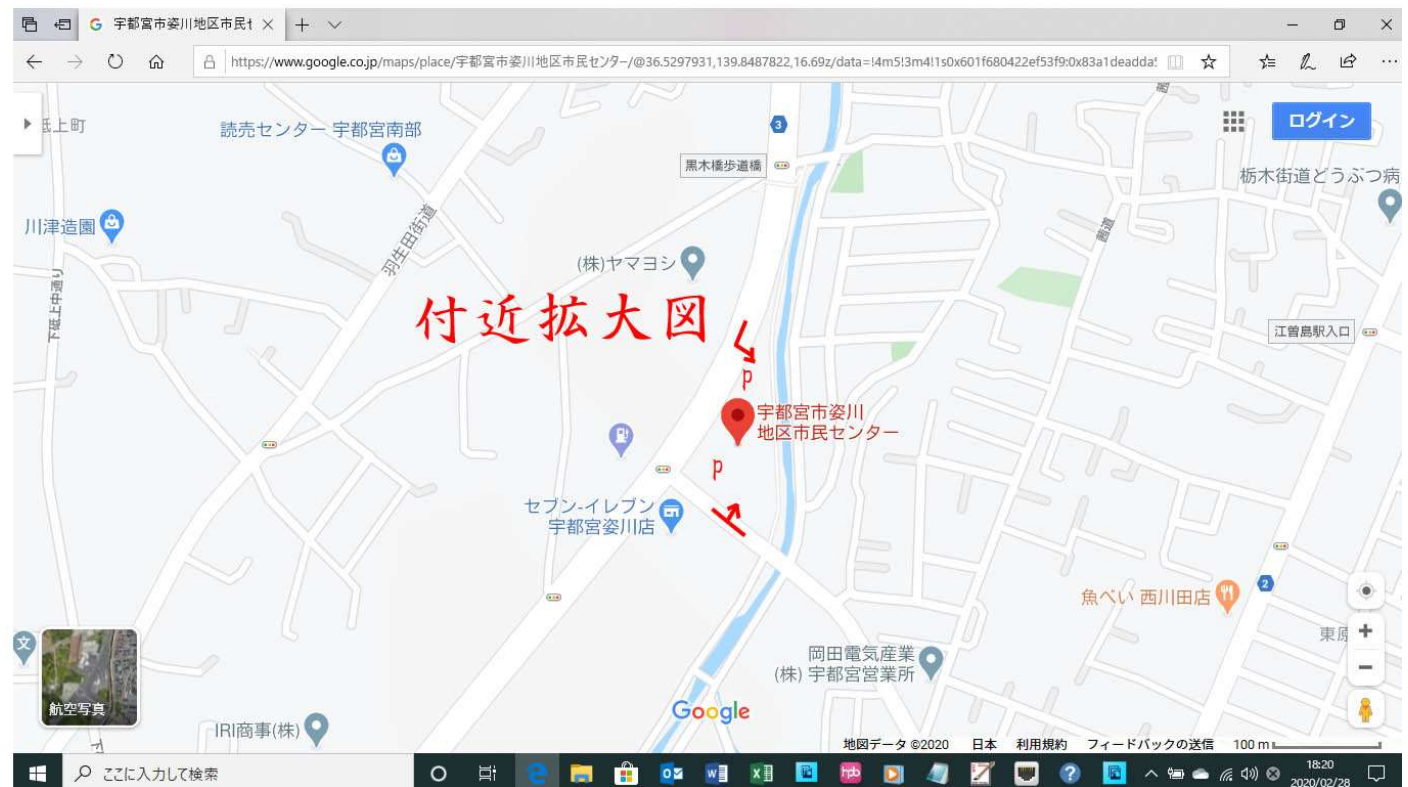 宇都宮市姿川地区市民セ
https://www.google.co.jp/maps/place/宇都宮市姿川地区市民センター/@36.5297931,139.8487822,16.69z/data=!4m5!3m4!1s0x601f680422ef53f9:0x83a1deadda
砥上町
読売センター 宇都宮南部
3
ログイン
黒木橋歩道橋
栃木街道どうぶつ病
川津造園
羽生田街道
茜通
(株)ヤマヨシ
下砥上中通り
付近拡大図
江曽島駅入口
p
宇都宮市姿川
地区市民センター
p
セブン-イレブン
宇都宮姿川店
魚べい 西川田店
2
東原
文
岡田電気産業
(株) 宇都宮営業所
航空写真
Google
IRI商事(株)
地図データ ©2020 日本 利用規約 フィードバックの送信 100 m
ここに入力して検索
18:20
2020/02/28